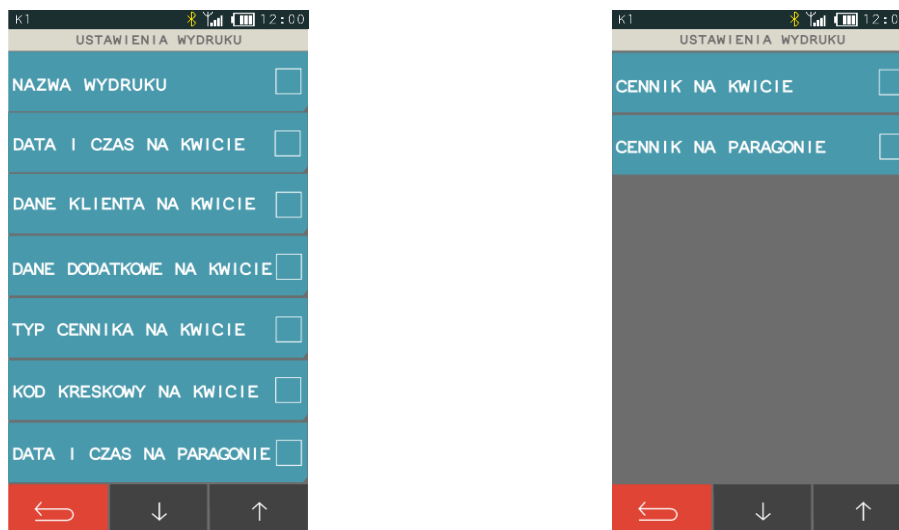 K1 12:00
USTAWIENIA WYDRUKU
NAZWA WYDRUKU
DATA I CZAS NA KWICIE
DANE KLIENTA NA KWICIE
DANE DODATKOWE NA KWICIE
TYP CENNIKA NA KWICIE
KOD KRESKOWY NA KWICIE
DATA I CZAS NA PARAGONIE
K1 12:0
USTAWIENIA WYDRUKU
CENNIK NA KWICIE
CENNIK NA PARAGONIE